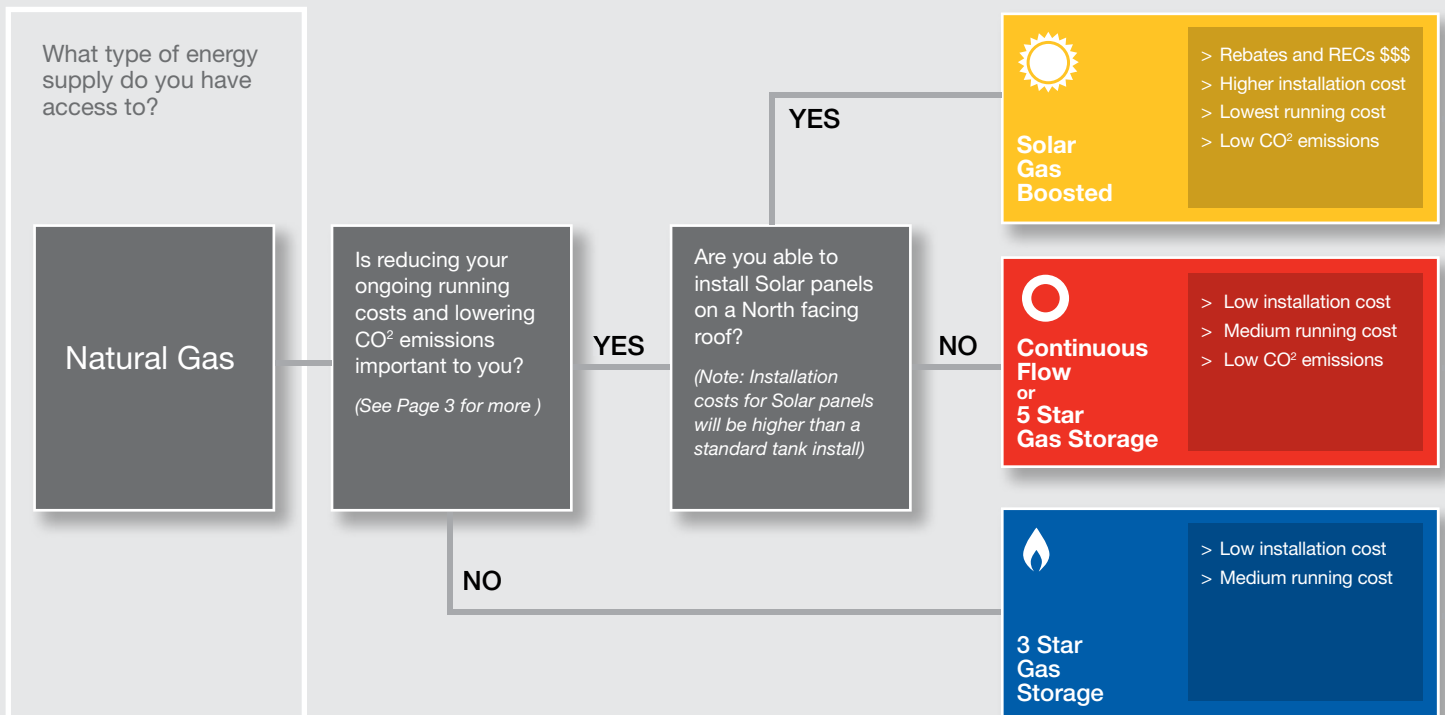 What type of energy
supply do you have
access to?
Natural Gas
Is reducing your
ongoing running
costs and lowering
CO² emissions
important to you?
(See Page 3 for more )
YES
NO
Are you able to
install Solar panels
on a North facing
roof?
(Note: Installation
costs for Solar panels
will be higher than a
standard tank install)
YES
NO
Solar
Gas
Boosted
> Rebates and RECs $$$
> Higher installation cost
> Lowest running cost
> Low CO² emissions
Continuous
Flow
or
5 Star
Gas Storage
> Low installation cost
> Medium running cost
> Low CO² emissions
3 Star
Gas
Storage
> Low installation cost
> Medium running cost